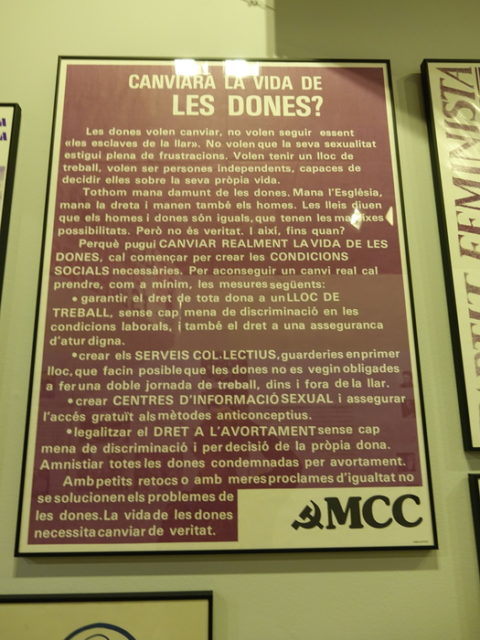 CANVIARÀ LA VIDA DE
LES DONES?
Les dones volen canviar, no volen seguir essent
«les esclaves de la llar». No volen que la seva sexualitat
estigui plena de frustracions. Volen tenir un lloc de
treball, volen ser persones independents, capaces de
decidir elles sobre la seva pròpia vida.
Tothom mana damunt de les dones. Mana l'Església,
mana la dreta i manen també els homes. Les lleis diuen
que els homes i dones són iguals, que tenen les mateixes
possibilitats. Però no és veritat. I així, fins quan?
Perquè pugui CANVIAR REALMENT LA VIDA DE LES
DONES, cal començar per crear les CONDICIONS
SOCIALS necessàries. Per aconseguir un canvi real cal
prendre, com a mínim, les mesures següents:
• garantir el dret de tota dona a un LLOC DE
TREBALL, sense cap mena de discriminació en les
condicions laborals, i també el dret a una assegurança
d'atur digna.
• crear els SERVEIS COL·LECTIUS, guarderies en primer
lloc, que facin possible que les dones no es vegin obligades
a fer una doble jornada de treball, dins i fora de la llar.
• crear CENTRES D'INFORMACIÓ SEXUAL i assegurar
l'accés gratuït als mètodes anticonceptius.
• legalitzar el DRET A L'AVORTAMENT sense cap
mena de discriminació i per decisió de la pròpia dona.
Amnistiar totes les dones condemnades per avortament.
Amb petits retocs o amb meres proclames d'igualtat no
se solucionen els problemes de
les dones. La vida de les dones
necessita canviar de veritat.
MCC
FEMINISTA